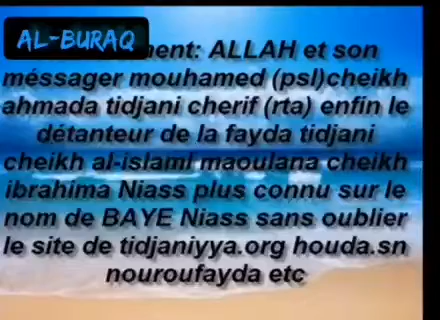 AL-BURAQ
ent: ALLAH et son
méssager mouhamed (psl)cheikh
ahmada tidjani cherif (rta) enfin le
détanteur de la fayda tidjani
cheikh al-islaml maoulana cheikh
ibrahima Niass plus connu sur le
nom de BAYE Niass sans oublier
le site de tidjaniyya.org houda.sn
nouroufayda etc